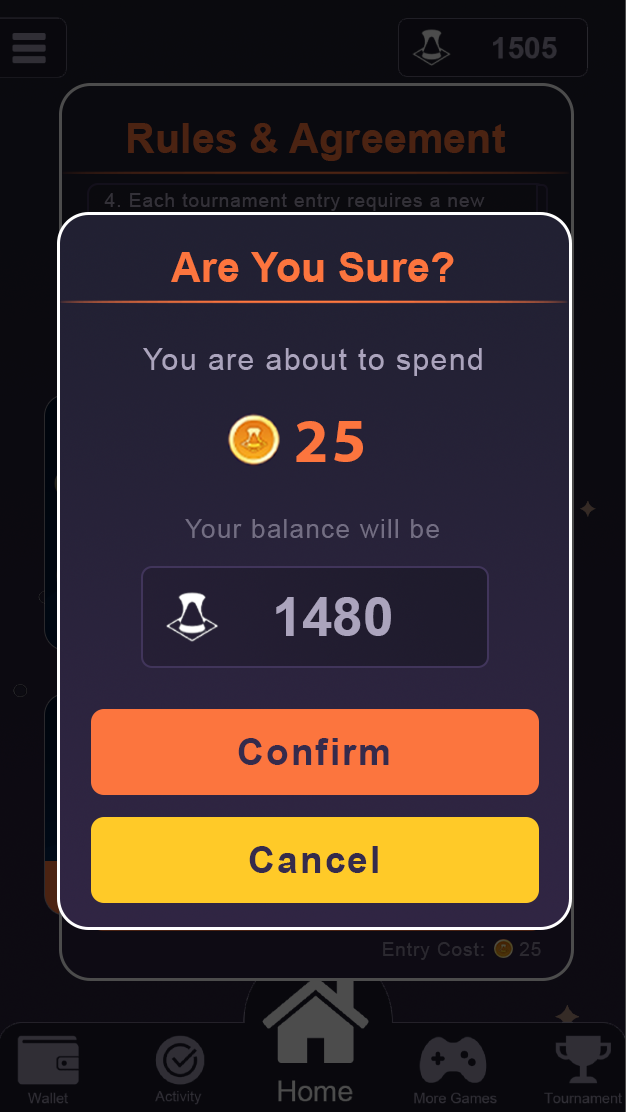 1505
Rules & Agreement
4. Each tournament entry requires a new
Are You Sure?
You are about to spend
25
Your balance will be
1480
Confirm
Cancel
Entry Cost: 25
Wallet
Activity
Home
More Games
Tournament